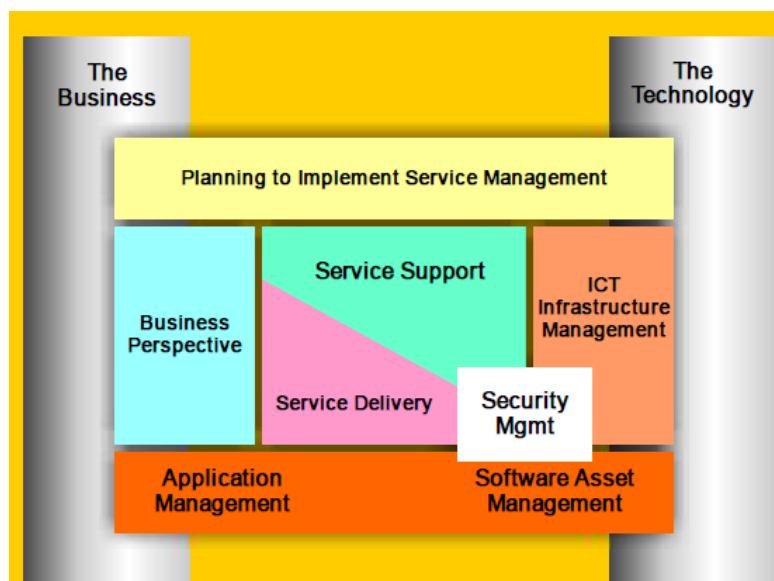 The
Business
The
Technology
Planning to Implement Service Management
Business
Perspective
Service Support
Service Delivery
ICT
Infrastructure
Management
Security
Mgmt
Application
Management
Software Asset
Management